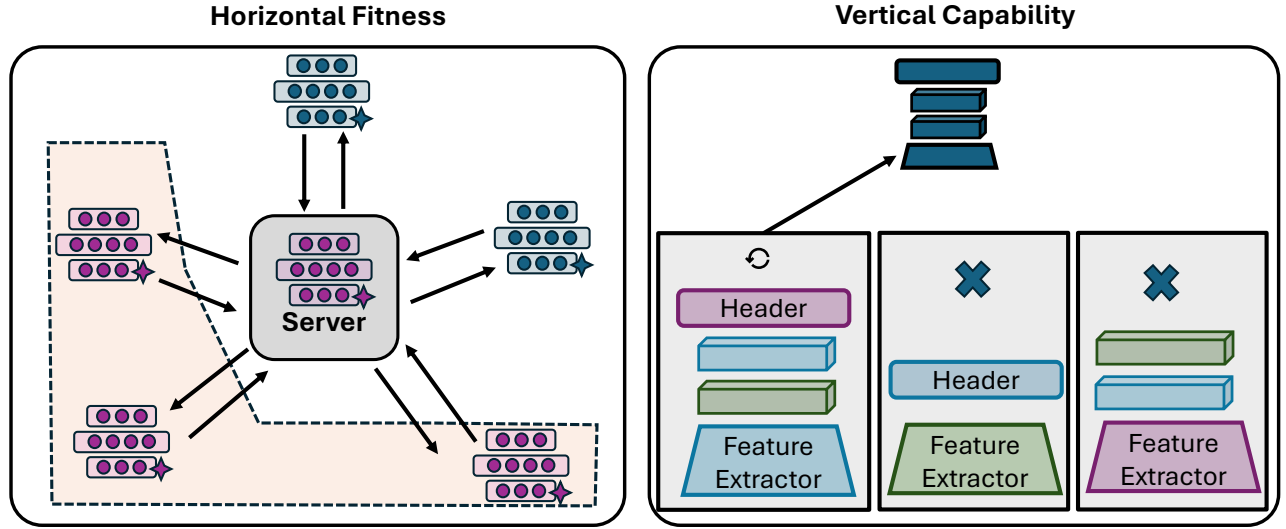 Horizontal Fitness
Vertical Capability
Server
Header
Feature
Extractor
Header
Feature
Extractor
Feature
Extractor